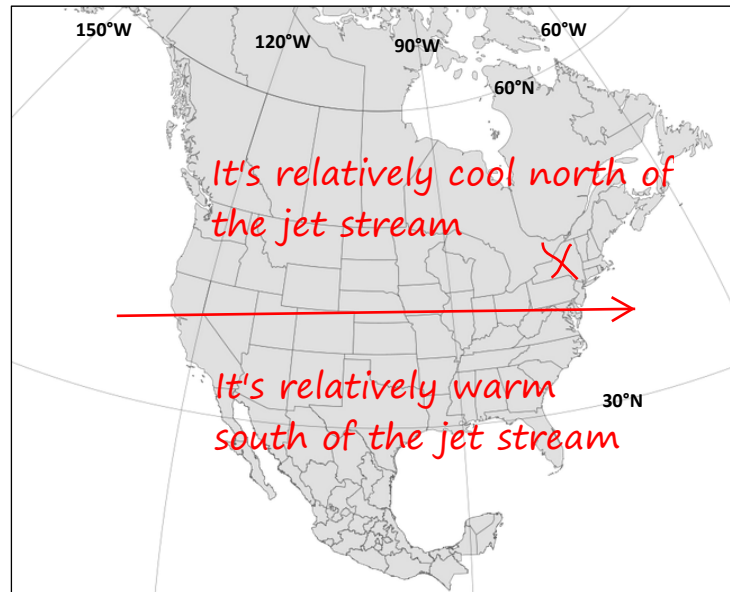 150°W
120°W
90°W
60°W
60°N
It's relatively cool north of
the jet stream
X
It's relatively warm
south of the jet stream
30°N